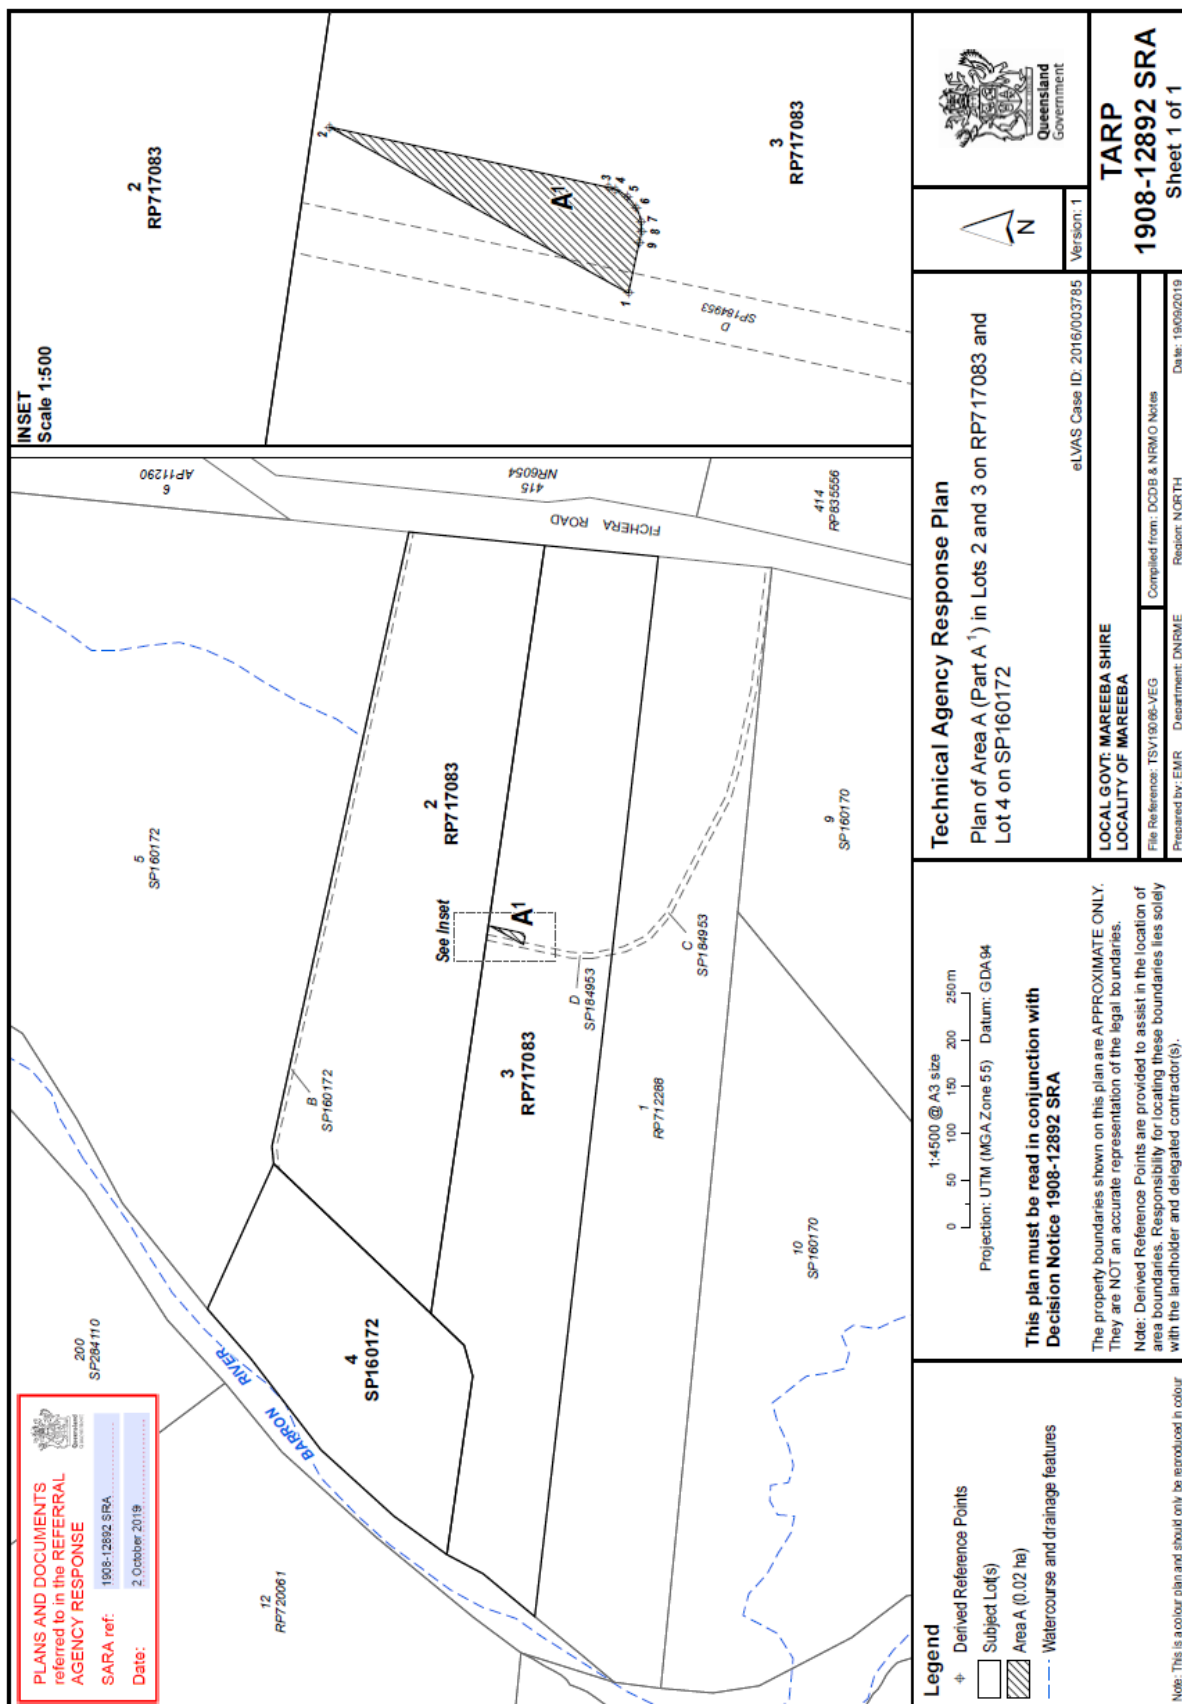 PLANS AND DOCUMENTS
referred to in the REFERRAL
AGENCY RESPONSE
SARA ref: 1908-12892 SRA
Date: 2 October 2019
Queensland
Government
200
SP284110
12
RP720061
BARRON RIVER
4
SP160172
5
SP160172
B
SP160172
2
RP717083
3
RP717083
See Inset
A1
D
SP184953
C
SP184953
1
RP712288
10
SP160170
9
SP160170
6
AP11290
415
NR6054
FICHERA ROAD
414
RP835556
INSET
Scale 1:500
2
RP717083
3
RP717083
A1
1
2
3
4
5
6
7
8
9
D
SP184953
Legend
Derived Reference Points
Subject Lot(s)
Area A (0.02 ha)
Watercourse and drainage features
Note: This is a colour plan and should only be reproduced in colour
1:4500 @ A3 size
0 50 100 150 200 250m
Projection: UTM (MGA Zone 55) Datum: GDA94
This plan must be read in conjunction with
Decision Notice 1908-12892 SRA
The property boundaries shown on this plan are APPROXIMATE ONLY.
They are NOT an accurate representation of the legal boundaries.
Note: Derived Reference Points are provided to assist in the location of
area boundaries. Responsibility for locating these boundaries lies solely
with the landholder and delegated contractor(s).
Technical Agency Response Plan
Plan of Area A (Part A1) in Lots 2 and 3 on RP717083 and
Lot 4 on SP160172
eLVAS Case ID: 2016/003785
LOCAL GOVT: MAREEBA SHIRE
LOCALITY OF MAREEBA
File Reference: TSV19066-VEG
Compiled from: DCDB & NRMO Notes
Prepared by: EMR Department: DNRME Region: NORTH Date: 19/09/2019
N
Version: 1
Queensland
Government
TARP
1908-12892 SRA
Sheet 1 of 1